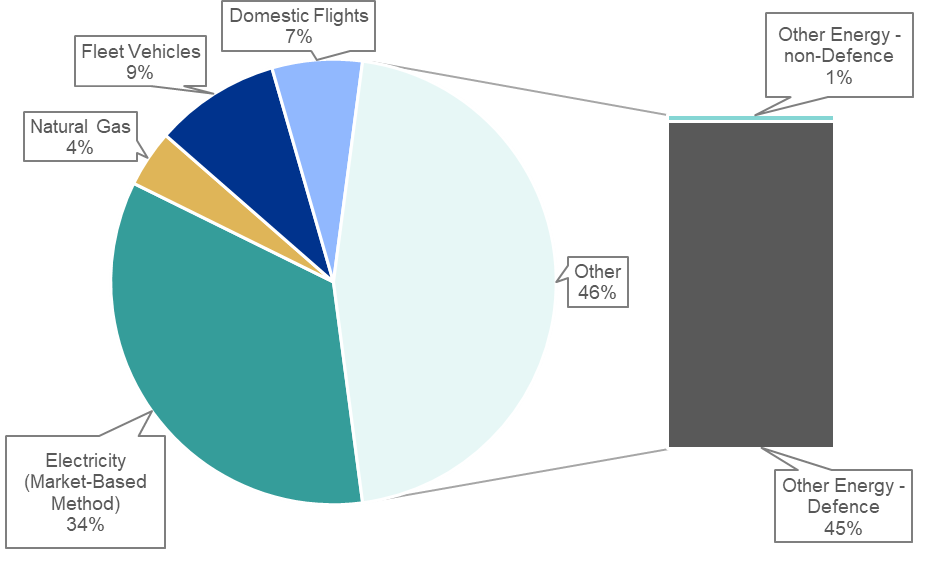 Domestic Flights
7%
Fleet Vehicles
9%
Natural Gas
4%
Other Energy -
non-Defence
1%
Other
46%
Electricity
(Market-Based
Method)
34%
Other Energy -
Defence
45%